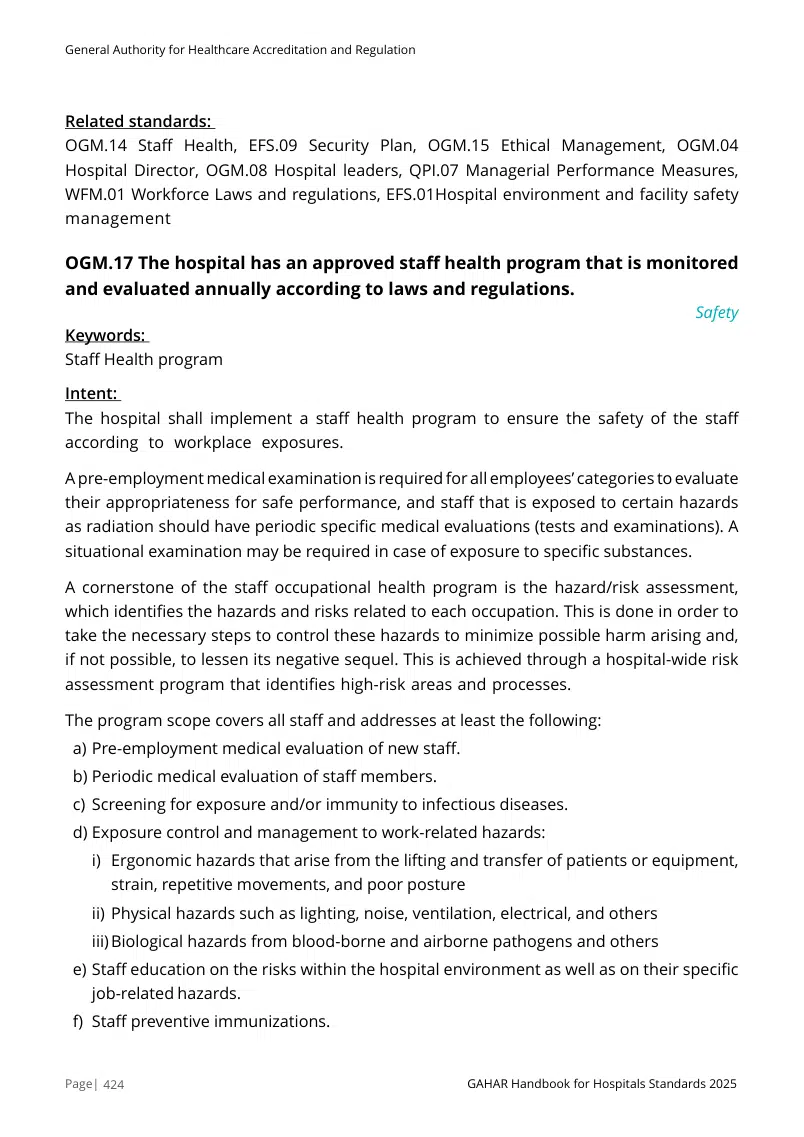 General Authority for Healthcare Accreditation and Regulation
Related standards:
OGM.14 Staff Health, EFS.09 Security Plan, OGM.15 Ethical Management, OGM.04
Hospital Director, OGM.08 Hospital leaders, QPI.07 Managerial Performance Measures,
WFM.01 Workforce Laws and regulations, EFS.01Hospital environment and facility safety
management
OGM.17 The hospital has an approved staff health program that is monitored
and evaluated annually according to laws and regulations.
Safety
Keywords:
Staff Health program
Intent:
The hospital shall implement a staff health program to ensure the safety of the staff
according to workplace exposures.
A pre-employment medical examination is required for all employees’ categories to evaluate
their appropriateness for safe performance, and staff that is exposed to certain hazards
as radiation should have periodic specific medical evaluations (tests and examinations). A
situational examination may be required in case of exposure to specific substances.
A cornerstone of the staff occupational health program is the hazard/risk assessment,
which identifies the hazards and risks related to each occupation. This is done in order to
take the necessary steps to control these hazards to minimize possible harm arising and,
if not possible, to lessen its negative sequel. This is achieved through a hospital-wide risk
assessment program that identifies high-risk areas and processes.
The program scope covers all staff and addresses at least the following:
a) Pre-employment medical evaluation of new staff.
b) Periodic medical evaluation of staff members.
c) Screening for exposure and/or immunity to infectious diseases.
d) Exposure control and management to work-related hazards:
i) Ergonomic hazards that arise from the lifting and transfer of patients or equipment,
strain, repetitive movements, and poor posture
ii) Physical hazards such as lighting, noise, ventilation, electrical, and others
iii) Biological hazards from blood-borne and airborne pathogens and others
e) Staff education on the risks within the hospital environment as well as on their specific
job-related hazards.
f) Staff preventive immunizations.
Page| 424
GAHAR Handbook for Hospitals Standards 2025